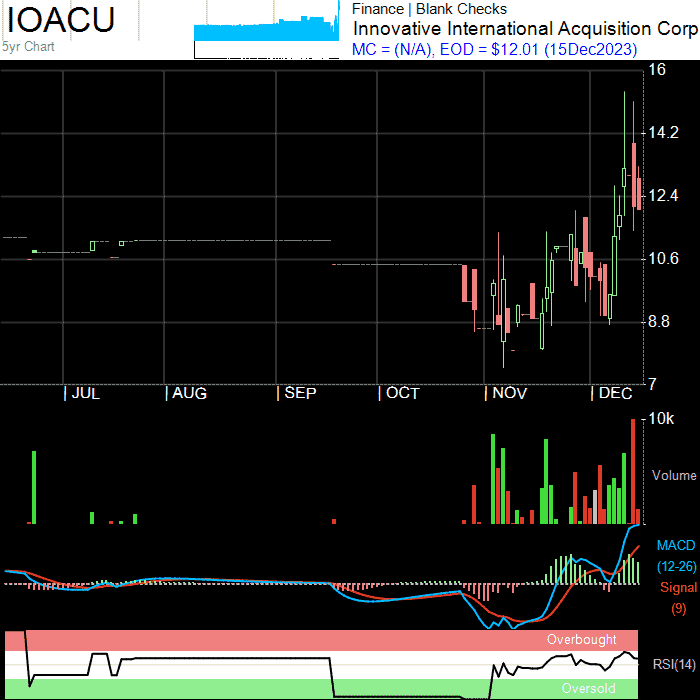 IOACU
5yr Chart
Finance | Blank Checks
Innovative International Acquisition Corp
MC = (N/A), EOD = $12.01 (15Dec2023)
16
14.2
12.4
10.6
8.8
7
| JUL | AUG | SEP | OCT | NOV | DEC
10k
Volume
MACD
(12-26)
Signal
(9)
Overbought
RSI(14)
Oversold